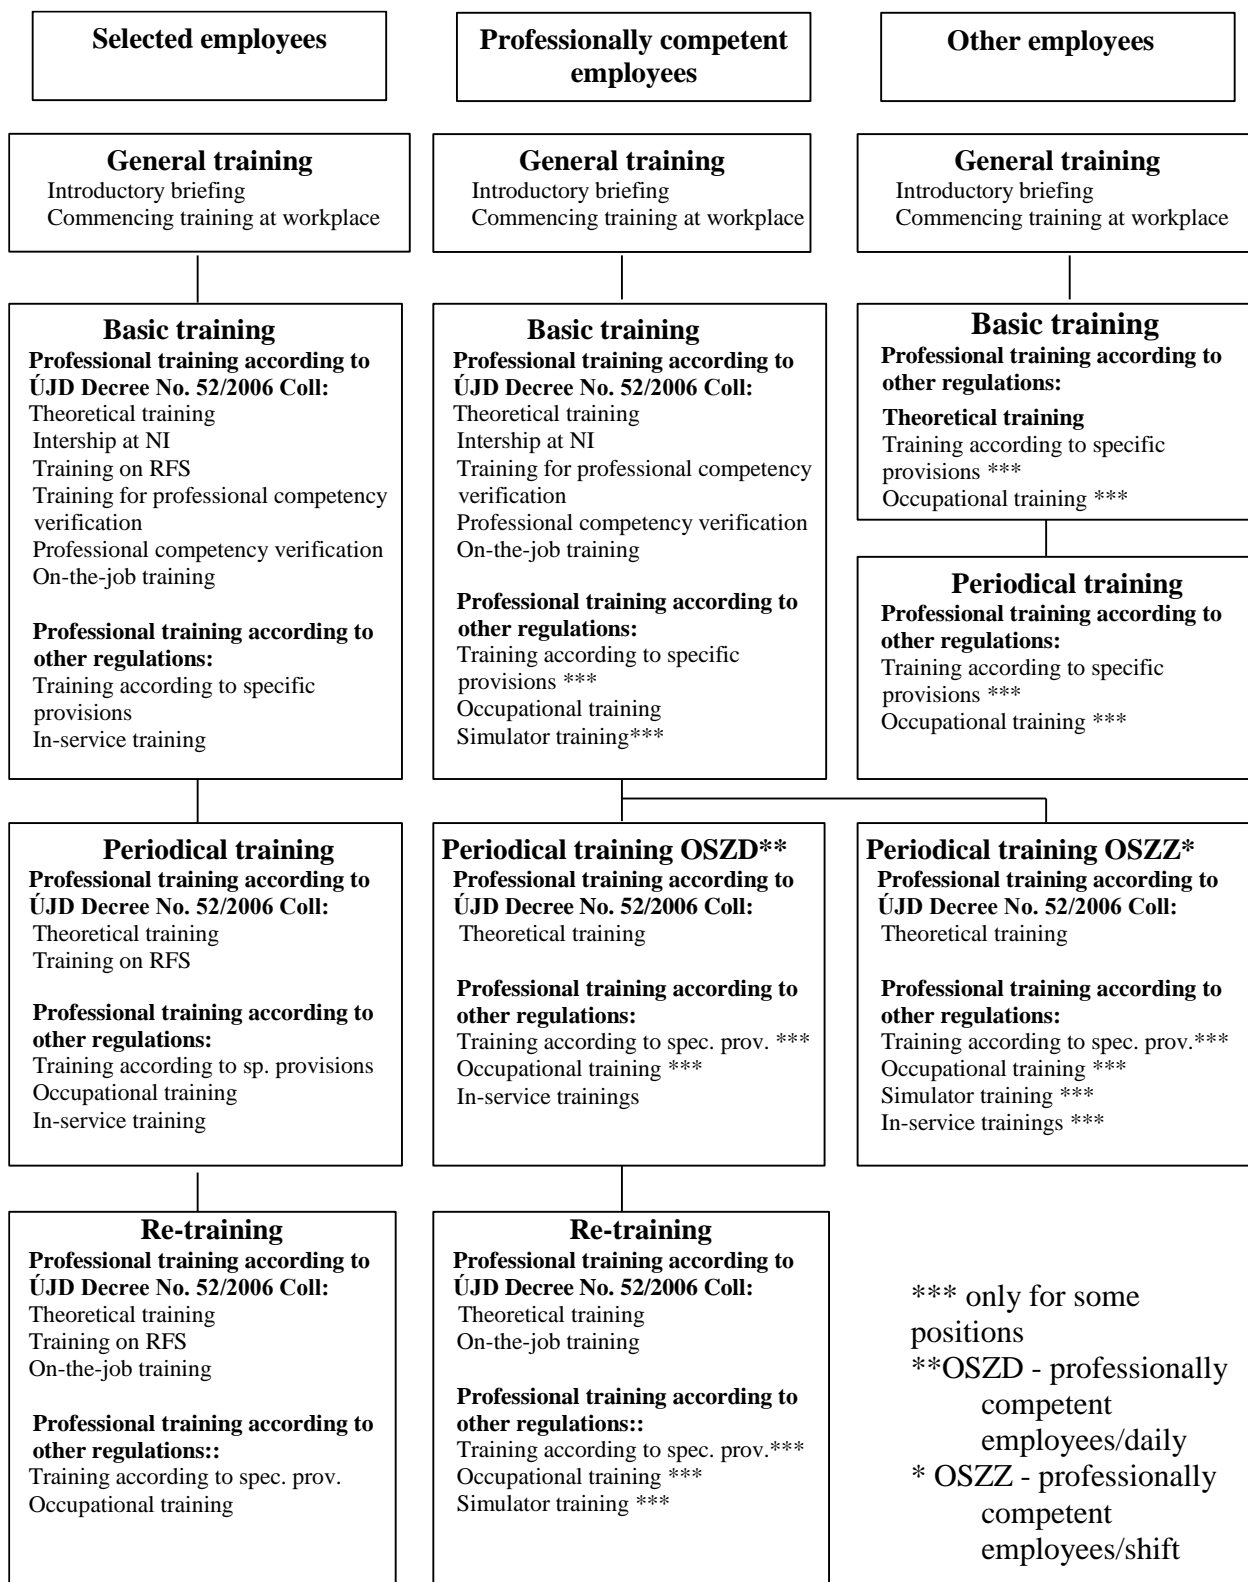 Selected employees
Professionally competent
employees
Other employees
General training
Introductory briefing
Commencing training at workplace
General training
Introductory briefing
Commencing training at workplace
General training
Introductory briefing
Commencing training at workplace
Basic training
Professional training according to
ÚJD Decree No. 52/2006 Coll:
Theoretical training
Intership at NI
Training on RFS
Training for professional competency
verification
Professional competency verification
On-the-job training
Professional training according to
other regulations:
Training according to specific
provisions
In-service training
Basic training
Professional training according to
ÚJD Decree No. 52/2006 Coll:
Theoretical training
Intership at NI
Training for professional competency
verification
Professional competency verification
On-the-job training
Professional training according to
other regulations:
Training according to specific
provisions ***
Occupational training
Simulator training***
Basic training
Professional training according to
other regulations:
Theoretical training
Training according to specific
provisions ***
Occupational training ***
Periodical training
Professional training according to
other regulations:
Training according to specific
provisions ***
Occupational training ***
Periodical training
Professional training according to
ÚJD Decree No. 52/2006 Coll:
Theoretical training
Training on RFS
Professional training according to
other regulations:
Training according to sp. provisions
Occupational training
In-service training
Periodical training OSZD**
Professional training according to
ÚJD Decree No. 52/2006 Coll:
Theoretical training
Professional training according to
other regulations:
Training according to spec. prov. ***
Occupational training ***
In-service trainings
Periodical training OSZZ*
Professional training according to
ÚJD Decree No. 52/2006 Coll:
Theoretical training
Professional training according to
other regulations:
Training according to spec. prov.***
Occupational training ***
Simulator training ***
In-service trainings ***
Re-training
Professional training according to
ÚJD Decree No. 52/2006 Coll:
Theoretical training
Training on RFS
On-the-job training
Professional training according to
other regulations::
Training according to spec. prov.
Occupational training
Re-training
Professional training according to
ÚJD Decree No. 52/2006 Coll:
Theoretical training
On-the-job training
Professional training according to
other regulations::
Training according to spec. prov.***
Occupational training ***
Simulator training ***
*** only for some
positions
**OSZD - professionally
competent
employees/daily
* OSZZ - professionally
competent
employees/shift